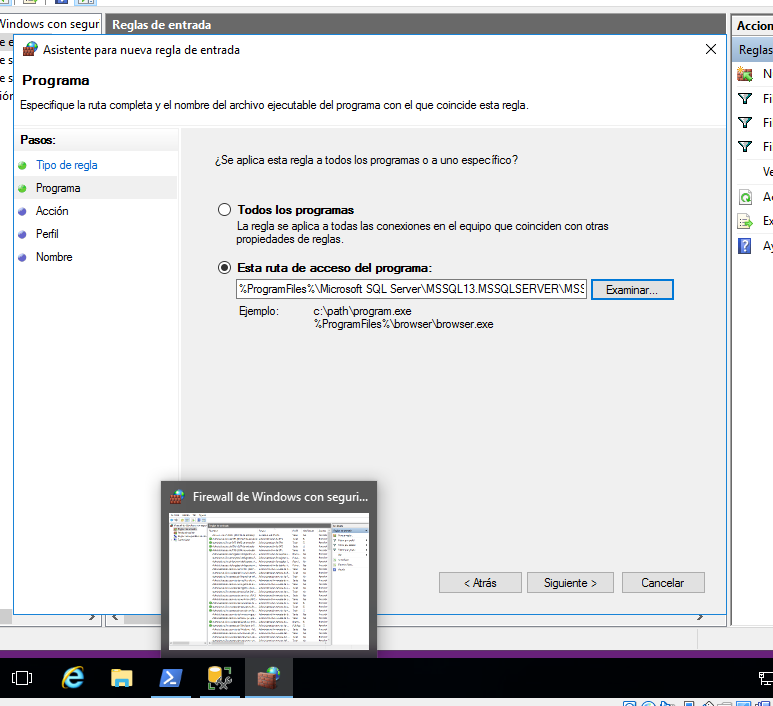 Windows con segur
Reglas de entrada
Accion
Reglas
Asistente para nueva regla de entrada
Programa
Especifique la ruta completa y el nombre del archivo ejecutable del programa con el que coincide esta regla.
Pasos:
Tipo de regla
Programa
Acción
Perfil
Nombre
¿Se aplica esta regla a todos los programas o a uno específico?
Todos los programas
La regla se aplica a todas las conexiones en el equipo que coinciden con otras
propiedades de reglas.
Esta ruta de acceso del programa:
%ProgramFiles%\Microsoft SQL Server\MSSQL13.MSSQLSERVER\MSS
Examinar...
Ejemplo:
c:\path\program.exe
%ProgramFiles%\browser\browser.exe
Firewall de Windows con seguri...
< Atrás
Siguiente >
Cancelar
N
Fi
Fi
Fi
Ve
Ac
Ex
Ay